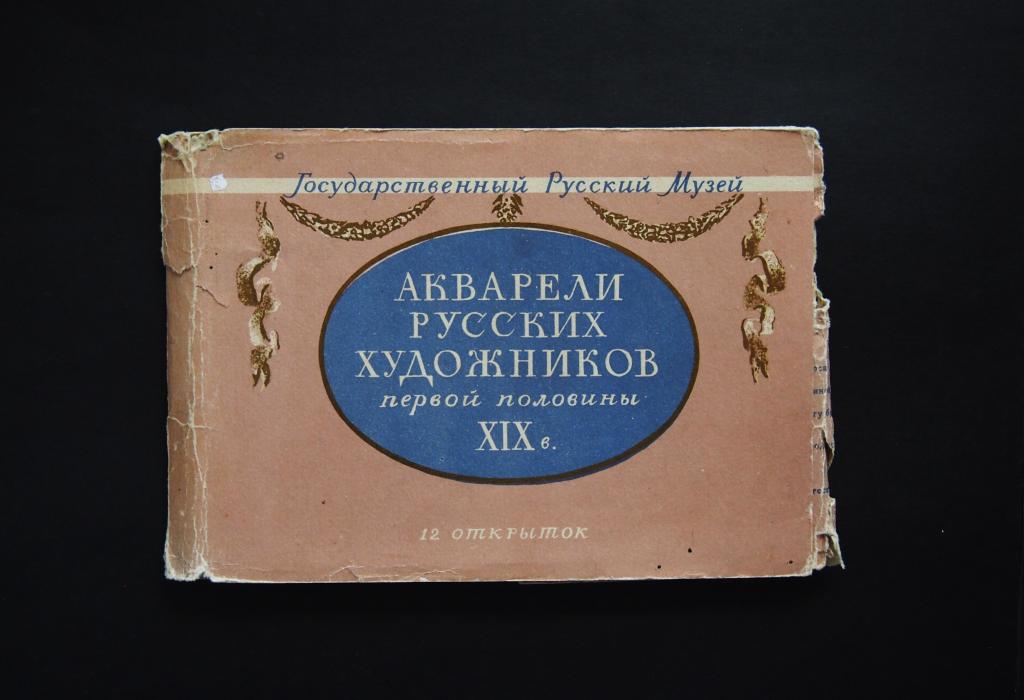 Государственный Русский Музей
АКВАРЕЛИ
РУССКИХ
ХУДОЖНИКОВ
первой половины
XIX в.
12 открыток